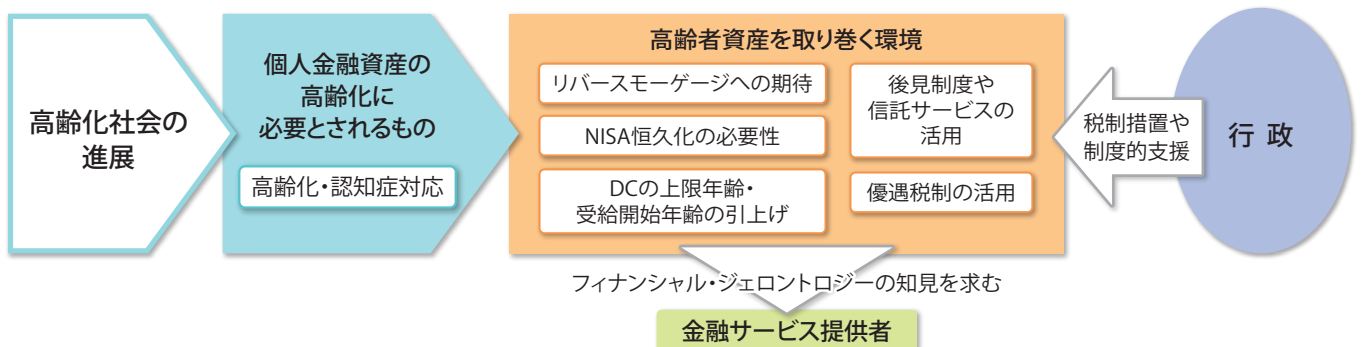 高齢化社会の
進展
個人金融資産の
高齢化に
必要とされるもの
高齢化・認知症対応
高齢者資産を取り巻く環境
リバースモーゲージへの期待
NISA恒久化の必要性
DCの上限年齢・
受給開始年齢の引上げ
後見制度や
信託サービスの
活用
優遇税制の活用
税制措置や
制度的支援
行 政
フィナンシャル・ジェロントロジーの知見を求む
金融サービス提供者